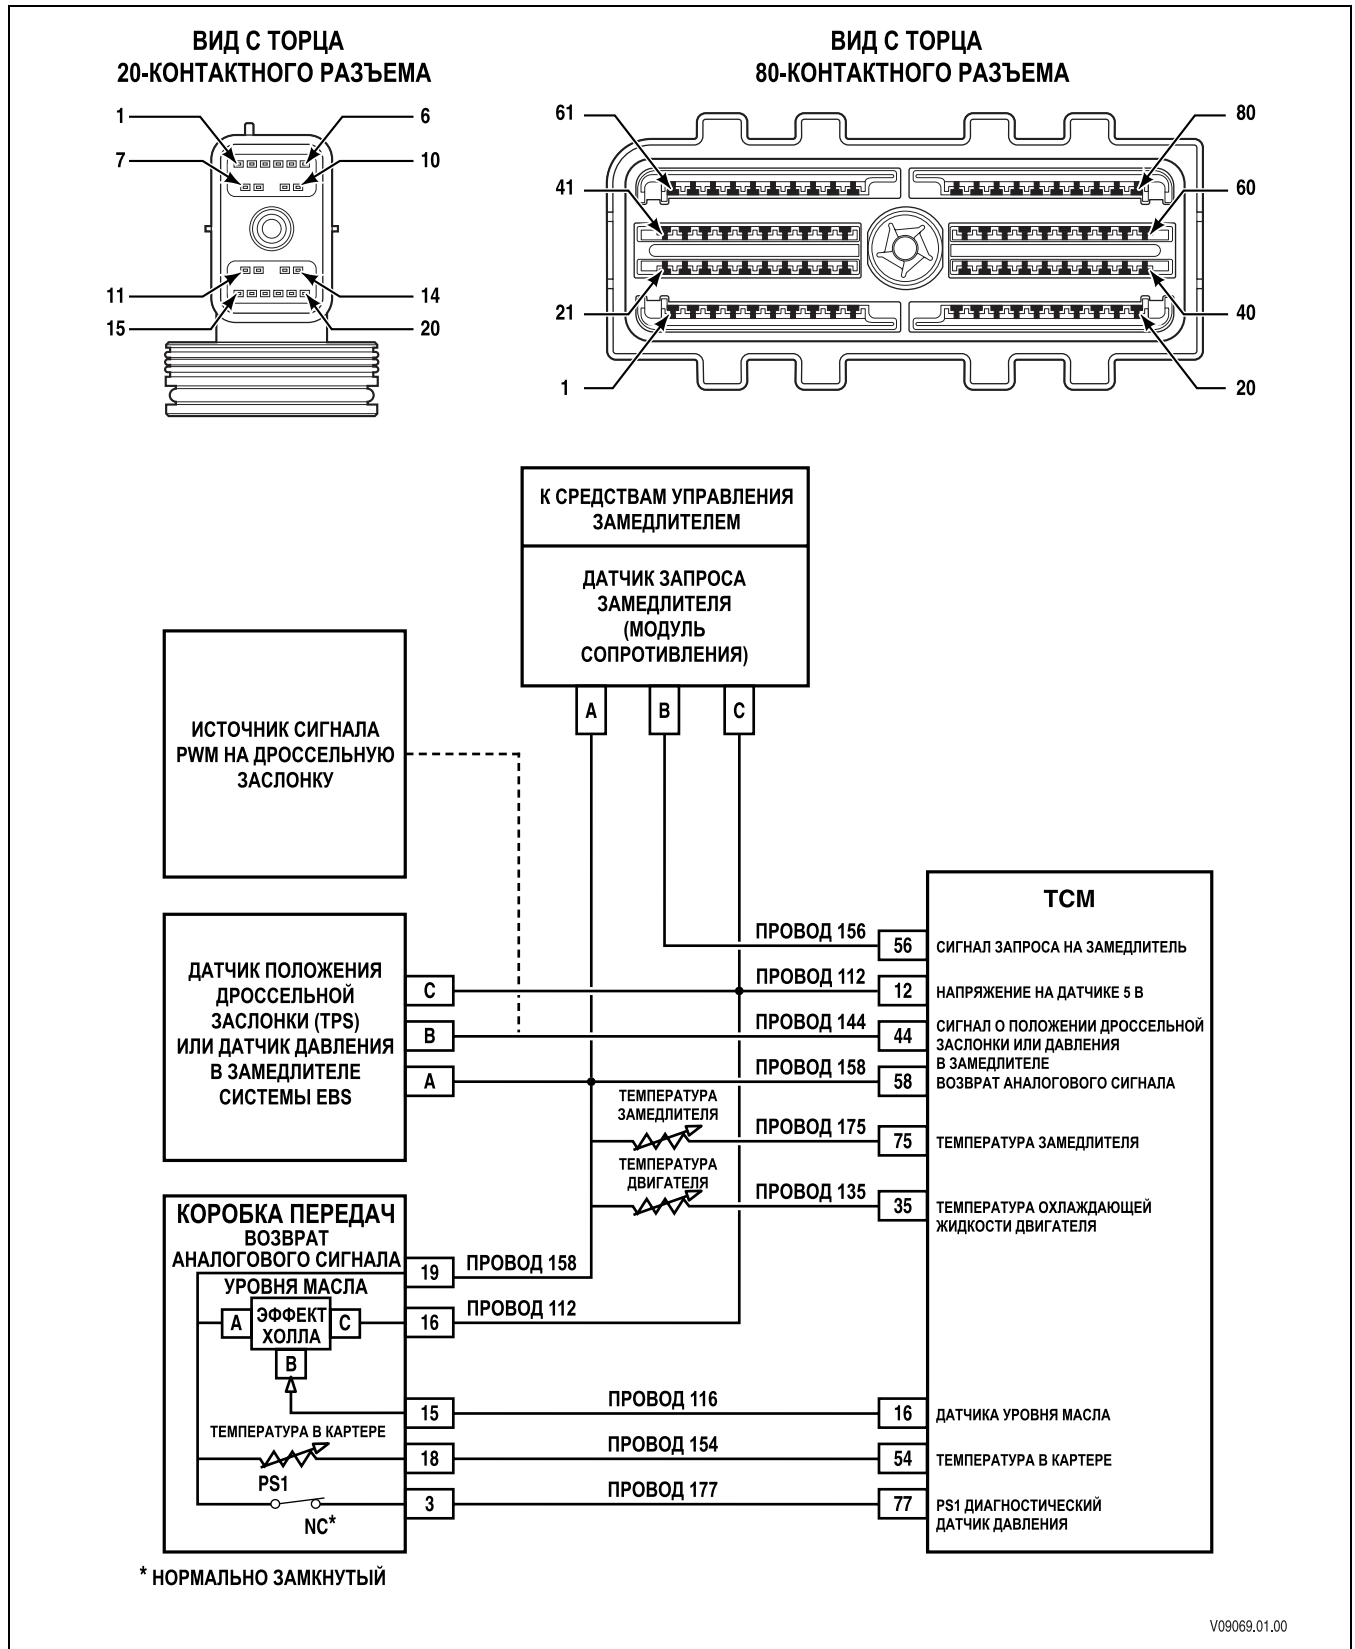 ВИД С ТОРЦА
20-КОНТАКТНОГО РАЗЪЕМА
ВИД С ТОРЦА
80-КОНТАКТНОГО РАЗЪЕМА
1
6
7
10
11
14
15
20
61
80
41
60
21
40
1
20
К СРЕДСТВАМ УПРАВЛЕНИЯ
ЗАМЕДЛИТЕЛЕМ
ДАТЧИК ЗАПРОСА
ЗАМЕДЛИТЕЛЯ
(МОДУЛЬ
СОПРОТИВЛЕНИЯ)
A
B
C
ИСТОЧНИК СИГНАЛА
PWM НА ДРОССЕЛЬНУЮ
ЗАСЛОНКУ
ДАТЧИК ПОЛОЖЕНИЯ
ДРОССЕЛЬНОЙ
ЗАСЛОНКИ (TPS)
ИЛИ ДАТЧИК ДАВЛЕНИЯ
В ЗАМЕДЛИТЕЛЕ
СИСТЕМЫ EBS
C
B
A
TCM
ПРОВОД 156
56
СИГНАЛ ЗАПРОСА НА ЗАМЕДЛИТЕЛЬ
ПРОВОД 112
12
НАПРЯЖЕНИЕ НА ДАТЧИКЕ 5 В
ПРОВОД 144
44
СИГНАЛ О ПОЛОЖЕНИИ ДРОССЕЛЬНОЙ
ЗАСЛОНКИ ИЛИ ДАВЛЕНИЯ
В ЗАМЕДЛИТЕЛЕ
ПРОВОД 158
58
ВОЗВРАТ АНАЛОГОВОГО СИГНАЛА
ТЕМПЕРАТУРА
ЗАМЕДЛИТЕЛЯ
ПРОВОД 175
75
ТЕМПЕРАТУРА ЗАМЕДЛИТЕЛЯ
ТЕМПЕРАТУРА
ДВИГАТЕЛЯ
ПРОВОД 135
35
ТЕМПЕРАТУРА ОХЛАЖДАЮЩЕЙ
ЖИДКОСТИ ДВИГАТЕЛЯ
КОРОБКА ПЕРЕДАЧ
ВОЗВРАТ
АНАЛОГОВОГО СИГНАЛА
19
ПРОВОД 158
УРОВНЯ МАСЛА
A
ЭФФЕКТ
ХОЛЛА
C
B
16
ПРОВОД 112
15
ПРОВОД 116
16
ДАТЧИКА УРОВНЯ МАСЛА
ТЕМПЕРАТУРА В КАРТЕРЕ
18
ПРОВОД 154
54
ТЕМПЕРАТУРА В КАРТЕРЕ
PS1
NC*
3
ПРОВОД 177
77
PS1 ДИАГНОСТИЧЕСКИЙ
ДАТЧИК ДАВЛЕНИЯ
* НОРМАЛЬНО ЗАМКНУТЫЙ
V09069.01.00